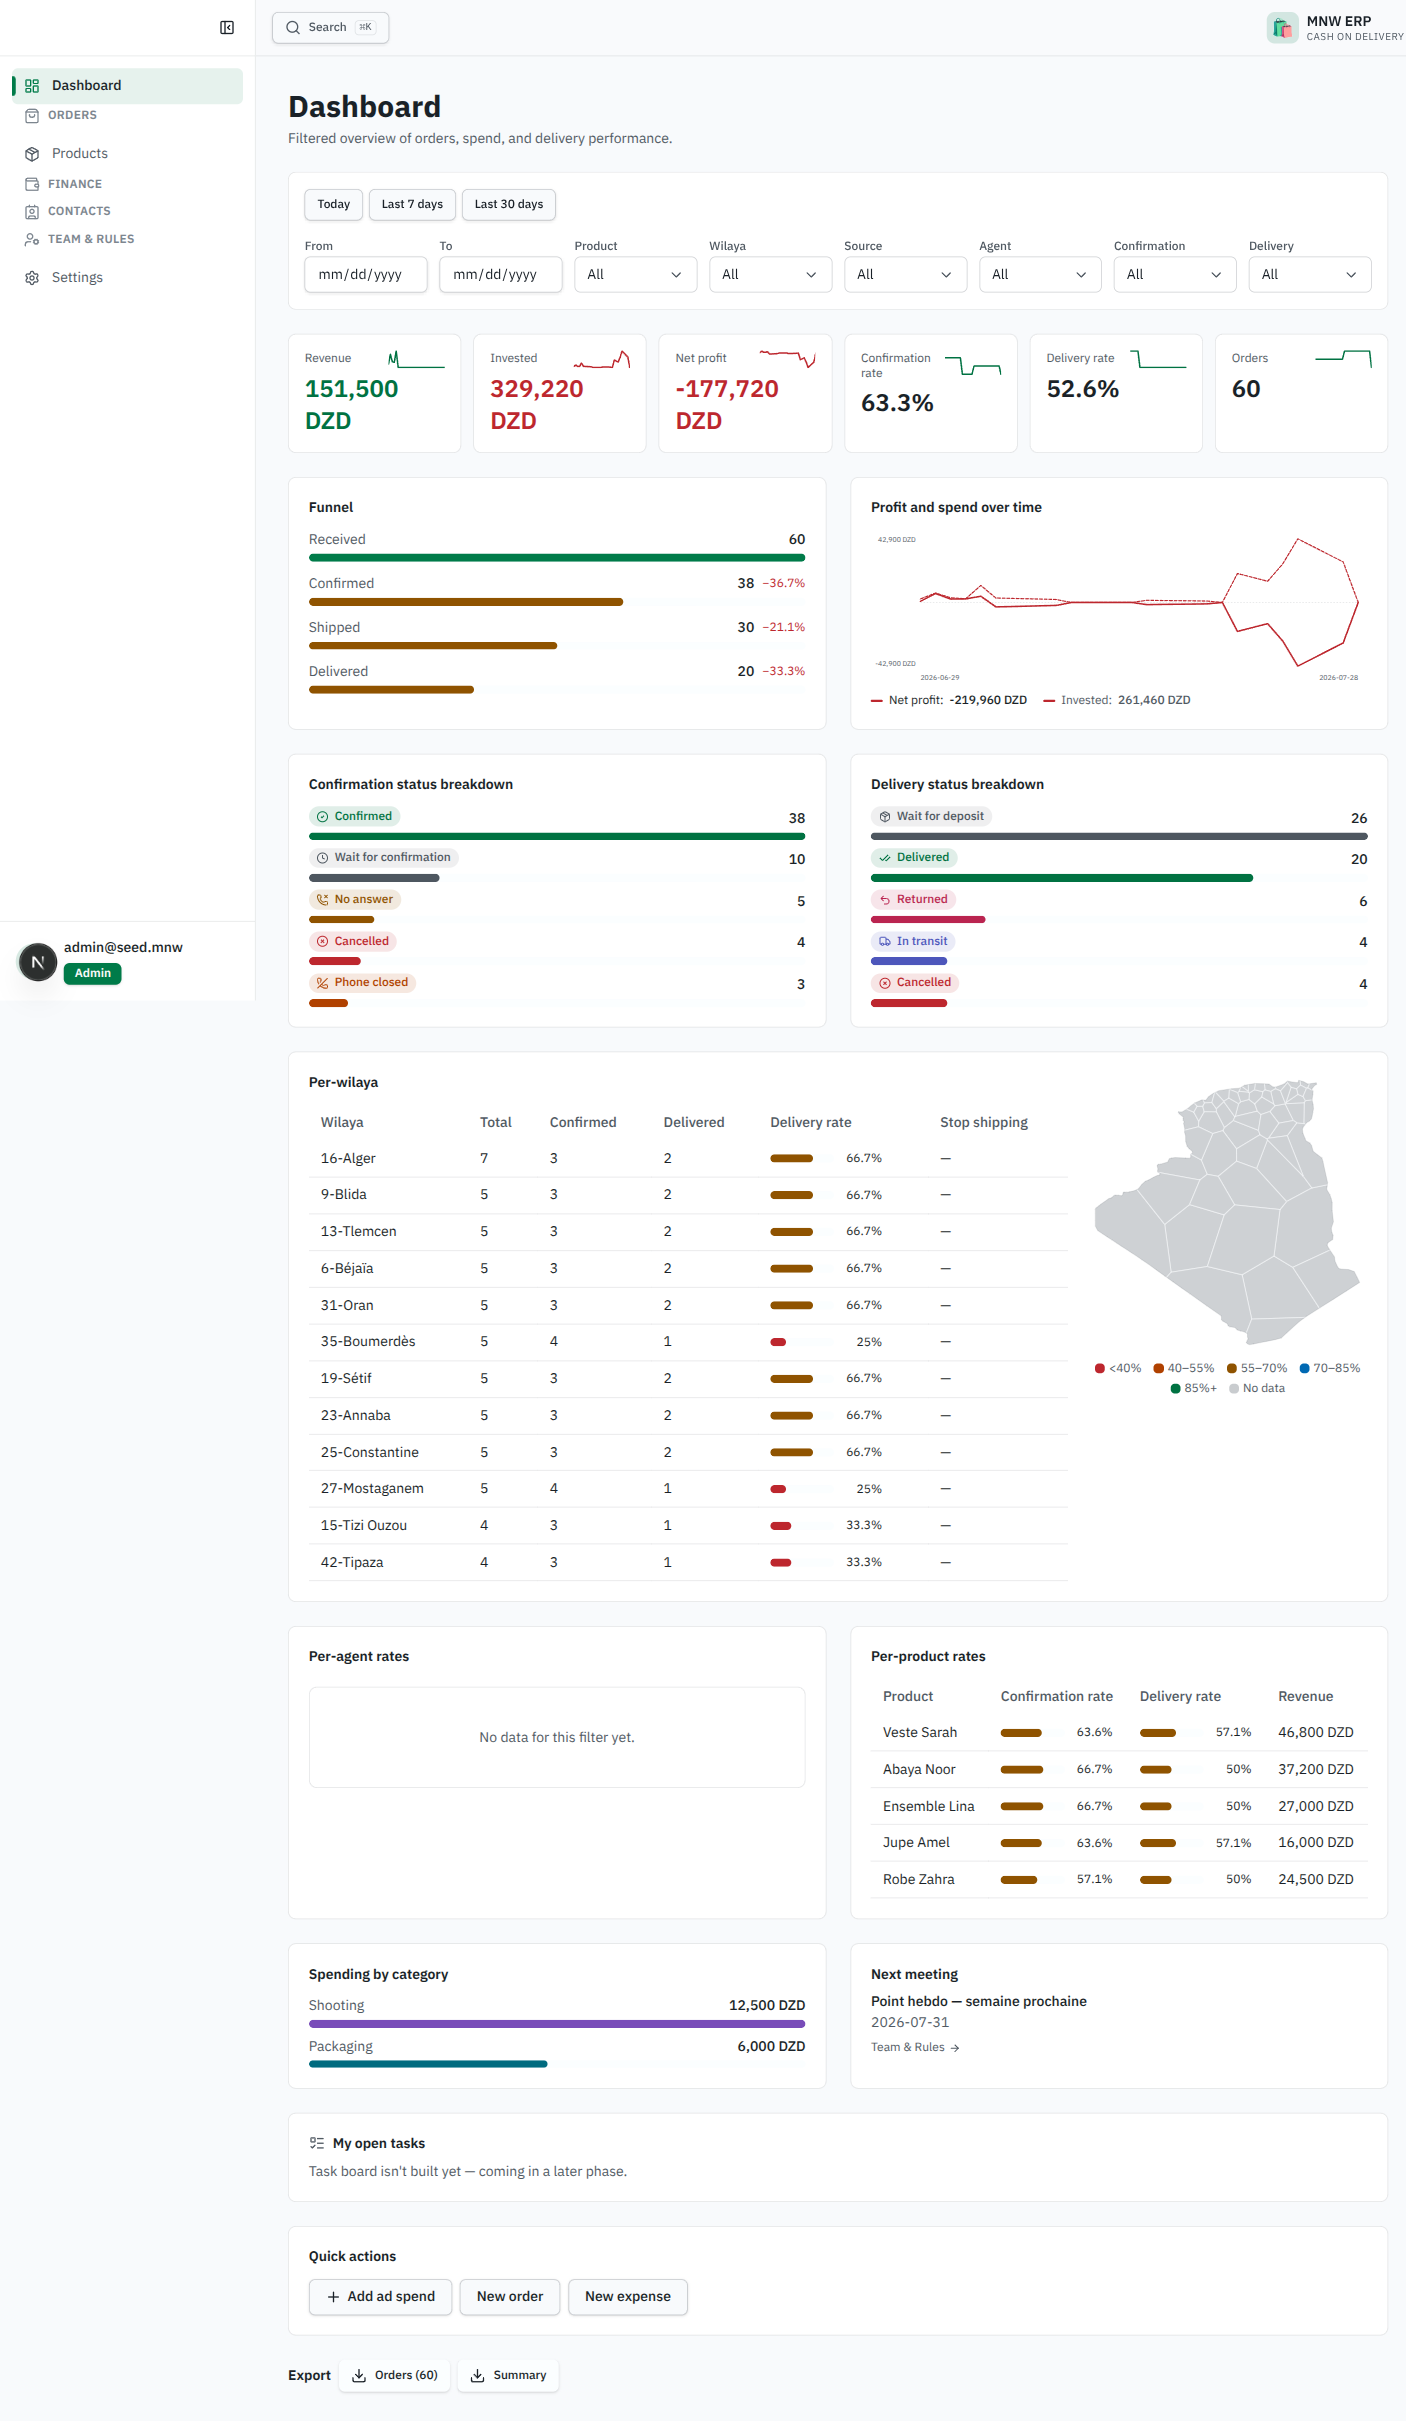 Search ⌘K
MNW ERP
CASH ON DELIVERY
Dashboard
ORDERS
Products
FINANCE
CONTACTS
TEAM & RULES
Settings
admin@seed.mnw
N
Admin
Dashboard
Filtered overview of orders, spend, and delivery performance.
Today Last 7 days Last 30 days
From To Product Wilaya Source Agent Confirmation Delivery
mm/dd/yyyy mm/dd/yyyy All All All All All All
Revenue
151,500 DZD
Invested
329,220 DZD
Net profit
-177,720 DZD
Confirmation rate
63.3%
Delivery rate
52.6%
Orders
60
Funnel
Received 60
Confirmed 38 −36.7%
Shipped 30 −21.1%
Delivered 20 −33.3%
Profit and spend over time
42,900 DZD
-42,900 DZD
2026-06-29 2026-07-28
Net profit: -219,960 DZD Invested: 261,460 DZD
Confirmation status breakdown
Confirmed 38
Wait for confirmation 10
No answer 5
Cancelled 4
Phone closed 3
Delivery status breakdown
Wait for deposit 26
Delivered 20
Returned 6
In transit 4
Cancelled 4
Per-wilaya
Wilaya Total Confirmed Delivered Delivery rate Stop shipping
16-Alger 7 3 2 66.7% —
9-Blida 5 3 2 66.7% —
13-Tlemcen 5 3 2 66.7% —
6-Béjaïa 5 3 2 66.7% —
31-Oran 5 3 2 66.7% —
35-Boumerdès 5 4 1 25% —
19-Sétif 5 3 2 66.7% —
23-Annaba 5 3 2 66.7% —
25-Constantine 5 3 2 66.7% —
27-Mostaganem 5 4 1 25% —
15-Tizi Ouzou 4 3 1 33.3% —
42-Tipaza 4 3 1 33.3% —
<40% 40–55% 55–70% 70–85%
85%+ No data
Per-agent rates
No data for this filter yet.
Per-product rates
Product Confirmation rate Delivery rate Revenue
Veste Sarah 63.6% 57.1% 46,800 DZD
Abaya Noor 66.7% 50% 37,200 DZD
Ensemble Lina 66.7% 50% 27,000 DZD
Jupe Amel 63.6% 57.1% 16,000 DZD
Robe Zahra 57.1% 50% 24,500 DZD
Spending by category
Shooting 12,500 DZD
Packaging 6,000 DZD
Next meeting
Point hebdo — semaine prochaine
2026-07-31
Team & Rules →
My open tasks
Task board isn't built yet — coming in a later phase.
Quick actions
+ Add ad spend New order New expense
Export Orders (60) Summary